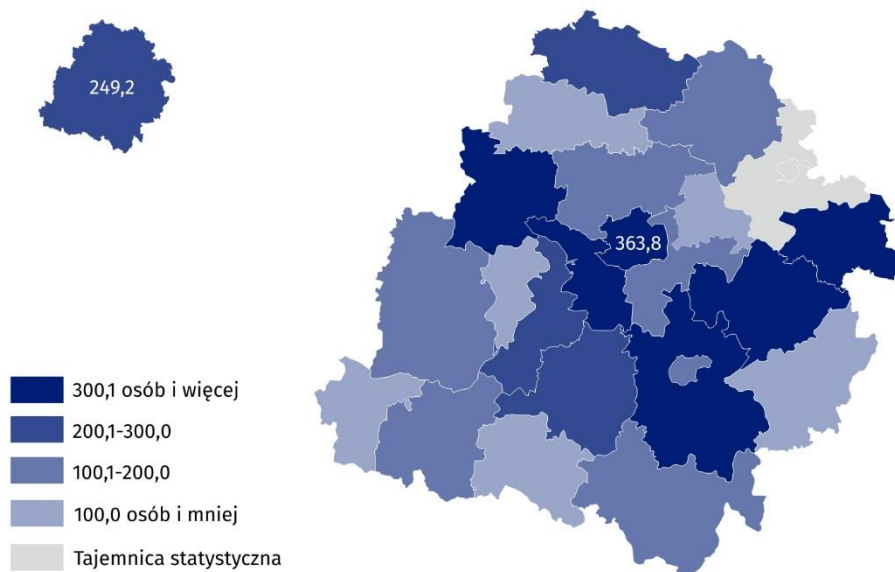 249,2
363,8
300,1 osób i więcej
200,1-300,0
100,1-200,0
100,0 osób i mniej
Tajemnica statystyczna